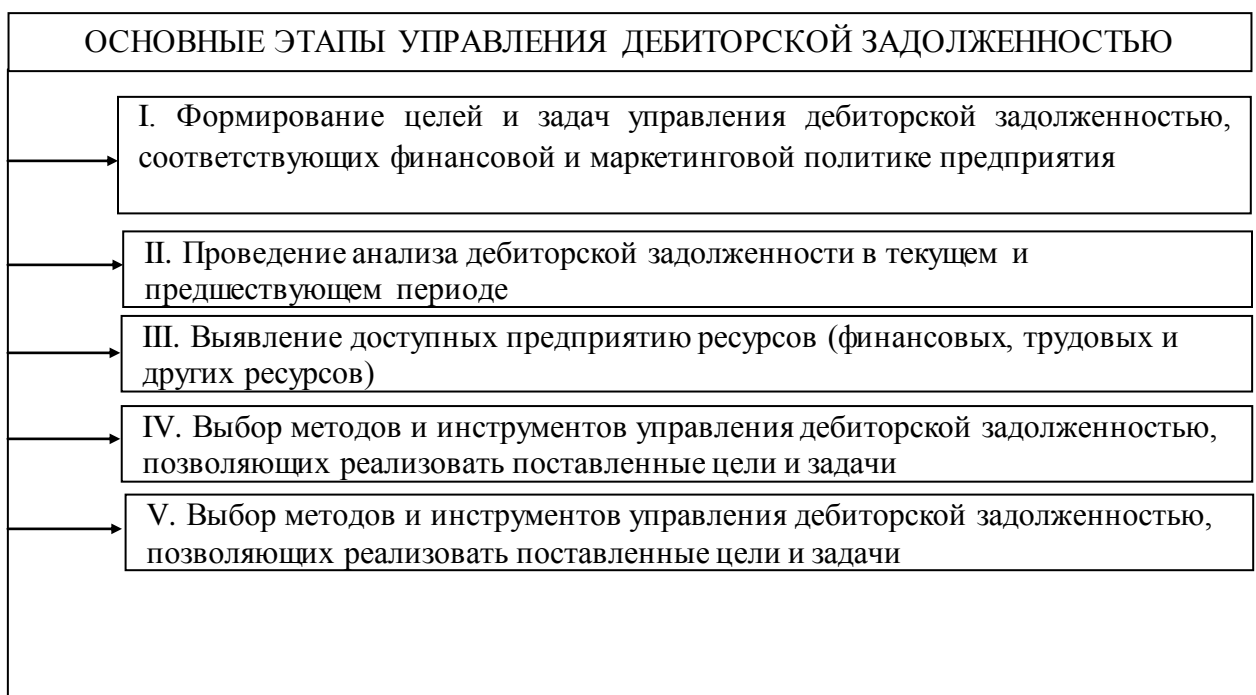 ОСНОВНЫЕ ЭТАПЫ УПРАВЛЕНИЯ ДЕБИТОРСКОЙ ЗАДОЛЖЕННОСТЬЮ
I. Формирование целей и задач управления дебиторской задолженностью,
соответствующих финансовой и маркетинговой политике предприятия
II. Проведение анализа дебиторской задолженности в текущем и
предшествующем периоде
III. Выявление доступных предприятию ресурсов (финансовых, трудовых и
других ресурсов)
IV. Выбор методов и инструментов управления дебиторской задолженностью,
позволяющих реализовать поставленные цели и задачи
V. Выбор методов и инструментов управления дебиторской задолженностью,
позволяющих реализовать поставленные цели и задачи